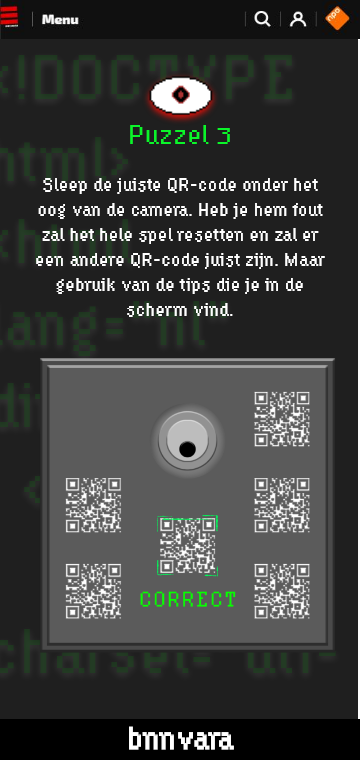 Menu
npo
<!DOCTYPE
html>
<html
lang="nl"
Puzzel 3
Sleep de juiste QR-code onder het
oog van de camera. Heb je hem fout
zal het hele spel resetten en zal er
een andere QR-code juist zijn. Maar
gebruik van de tips die je in de
scherm vind.
CORRECT
charset="utf-
bnnvara